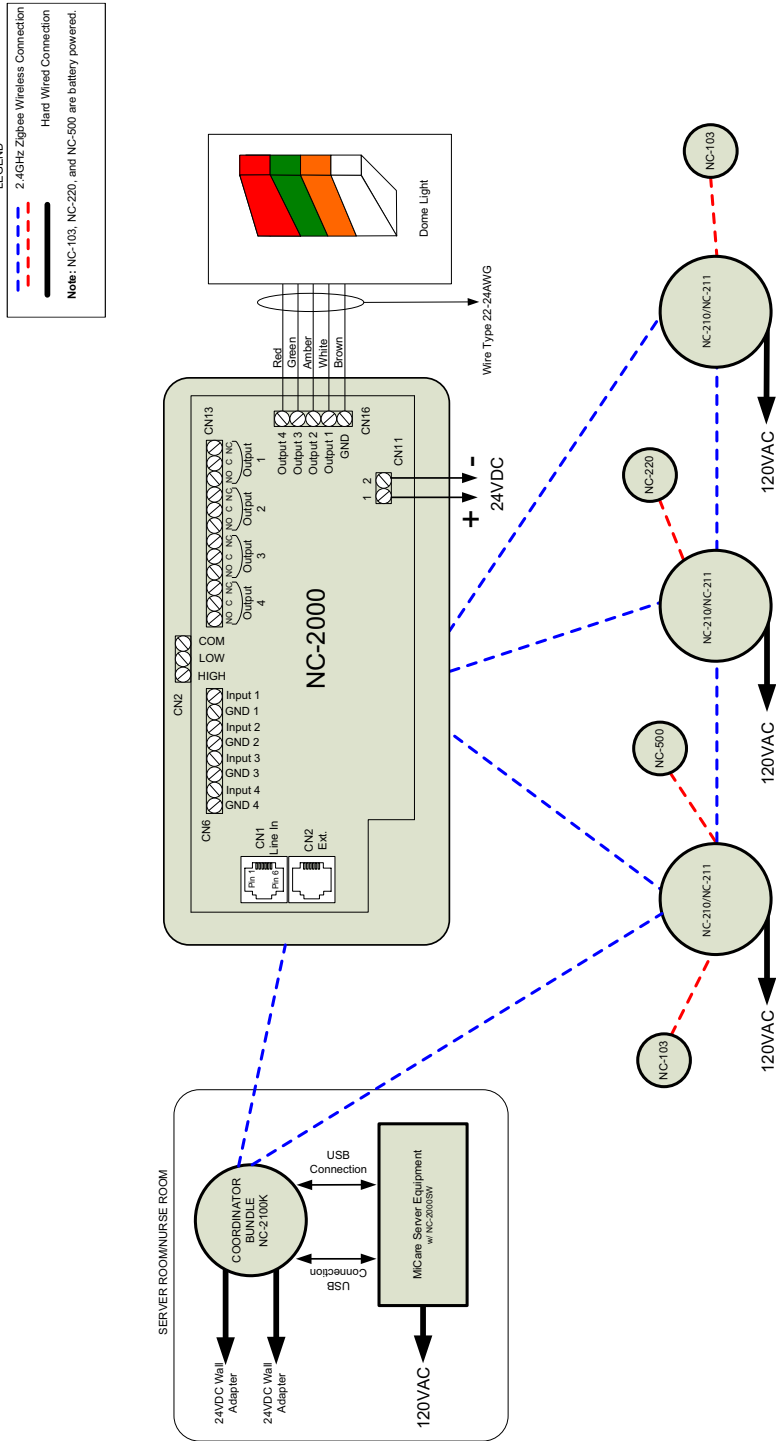 LEGEND
2.4GHz Zigbee Wireless Connection
Hard Wired Connection
Note: NC-103, NC-220, and NC-500 are battery powered.
SERVER ROOM/NURSE ROOM
24VDC Wall
Adapter
24VDC Wall
Adapter
120VAC
COORDINATOR
BUNDLE
NC-2100K
USB
Connection
USB
Connection
MiCare Server Equipment
w/ NC-2000SW
NC-2000
CN1
Line In
Pin 1
Pin 6
CN2
Ext.
CN6
GND 4
Input 4
GND 3
Input 3
GND 2
Input 2
GND 1
Input 1
CN2
HIGH
LOW
COM
CN13
NO C NC
Output
4
NO C NC
Output
3
NO C NC
Output
2
NO C NC
Output
1
Output 4
Output 3
Output 2
Output 1
GND
CN16
CN11
1 2
+ -
24VDC
Red
Green
Amber
White
Brown
Wire Type 22-24AWG
Dome Light
NC-103
NC-210/NC-211
120VAC
NC-500
NC-220
NC-210/NC-211
120VAC
NC-103
NC-210/NC-211
120VAC